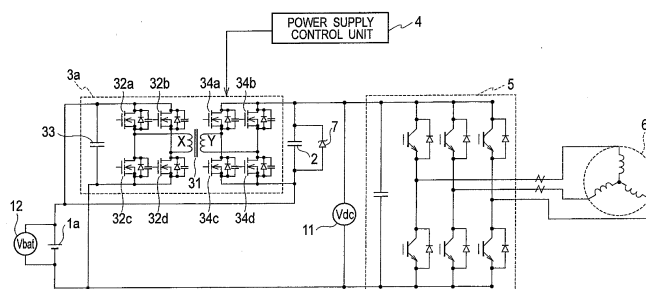 POWER SUPPLY
CONTROL UNIT
4
3a
32a
32b
34a
34b
5
33
X
Y
7
2
6
31
32c
32d
34c
34d
12
Vbat
1a
11
Vdc